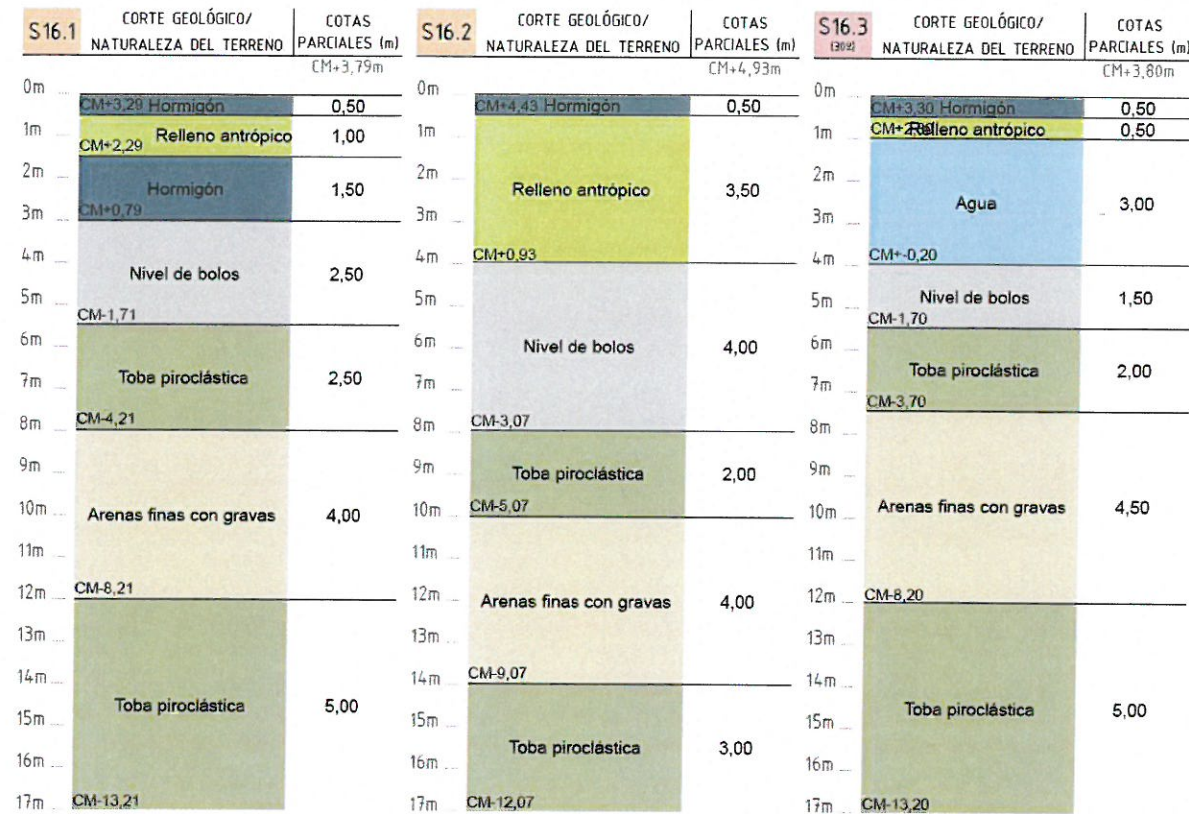 S16.1
CORTE GEOLÓGICO/
NATURALEZA DEL TERRENO
COTAS
PARCIALES (m)
CM+3,79m
0m
CM+3,29 Hormigón 0,50
1m
Relleno antrópico 1,00
CM+2,29
2m
Hormigón 1,50
3m
CM+0,79
4m
Nivel de bolos 2,50
5m
CM-1,71
6m
Toba piroclástica 2,50
7m
CM-4,21
8m
9m
10m
Arenas finas con gravas 4,00
11m
CM-8,21
12m
13m
14m
Toba piroclástica 5,00
15m
16m
17m
CM-13,21
S16.2
CORTE GEOLÓGICO/
NATURALEZA DEL TERRENO
COTAS
PARCIALES (m)
CM+4,93m
0m
CM+4,43 Hormigón 0,50
1m
2m
Relleno antrópico 3,50
3m
CM+0,93
4m
5m
6m
Nivel de bolos 4,00
7m
CM-3,07
8m
9m
Toba piroclástica 2,00
CM-5,07
10m
11m
12m
Arenas finas con gravas 4,00
13m
CM-9,07
14m
15m
Toba piroclástica 3,00
16m
17m
CM-12,07
S16.3
(302)
CORTE GEOLÓGICO/
NATURALEZA DEL TERRENO
COTAS
PARCIALES (m)
CM+3,80m
0m
CM+3,30 Hormigón 0,50
1m
Relleno antrópico 0,50
2m
Agua 3,00
3m
CM+-0,20
4m
Nivel de bolos 1,50
5m
CM-1,70
6m
Toba piroclástica 2,00
7m
CM-3,70
8m
9m
Arenas finas con gravas 4,50
10m
11m
CM-8,20
12m
13m
14m
Toba piroclástica 5,00
15m
16m
17m
CM-13,20